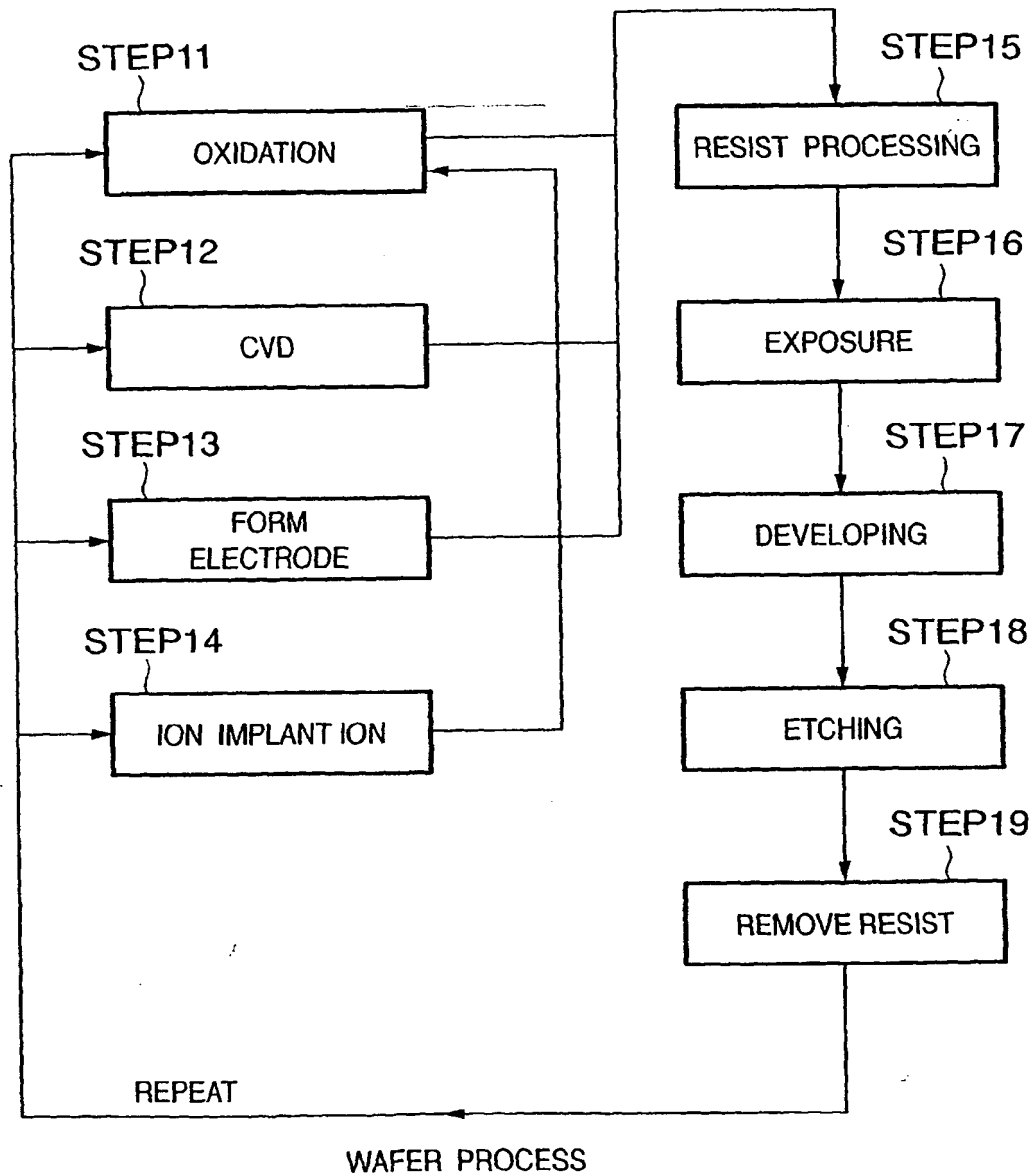 STEP11
OXIDATION
STEP12
CVD
STEP13
FORM
ELECTRODE
STEP14
ION IMPLANT ION
STEP15
RESIST PROCESSING
STEP16
EXPOSURE
STEP17
DEVELOPING
STEP18
ETCHING
STEP19
REMOVE RESIST
REPEAT
WAFER PROCESS